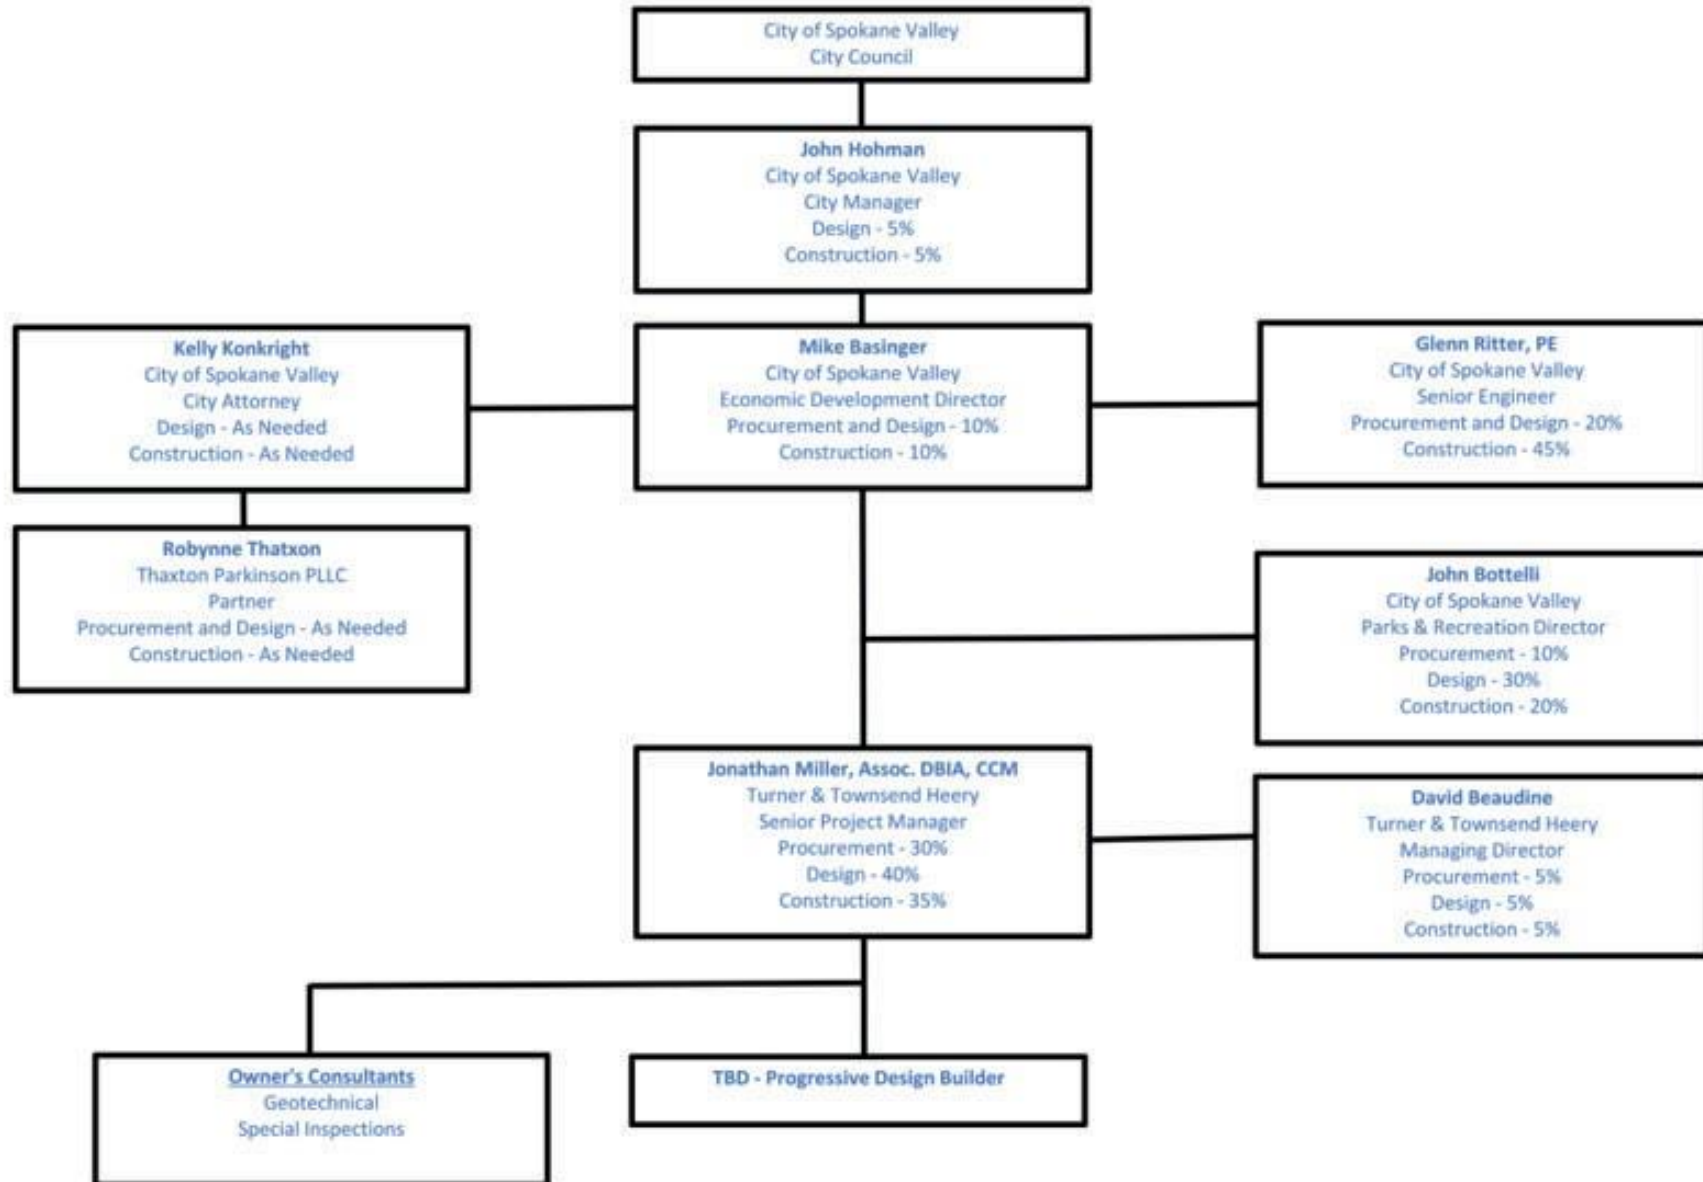 City of Spokane Valley
City Council
John Hohman
City of Spokane Valley
City Manager
Design - 5%
Construction - 5%
Kelly Konkright
City of Spokane Valley
City Attorney
Design - As Needed
Construction - As Needed
Mike Basinger
City of Spokane Valley
Economic Development Director
Procurement and Design - 10%
Construction - 10%
Glenn Ritter, PE
City of Spokane Valley
Senior Engineer
Procurement and Design - 20%
Construction - 45%
Robynne Thatxon
Thaxton Parkinson PLLC
Partner
Procurement and Design - As Needed
Construction - As Needed
John Bottelli
City of Spokane Valley
Parks & Recreation Director
Procurement - 10%
Design - 30%
Construction - 20%
Jonathan Miller, Assoc. DBIA, CCM
Turner & Townsend Heery
Senior Project Manager
Procurement - 30%
Design - 40%
Construction - 35%
David Beaudine
Turner & Townsend Heery
Managing Director
Procurement - 5%
Design - 5%
Construction - 5%
Owner's Consultants
Geotechnical
Special Inspections
TBD - Progressive Design Builder